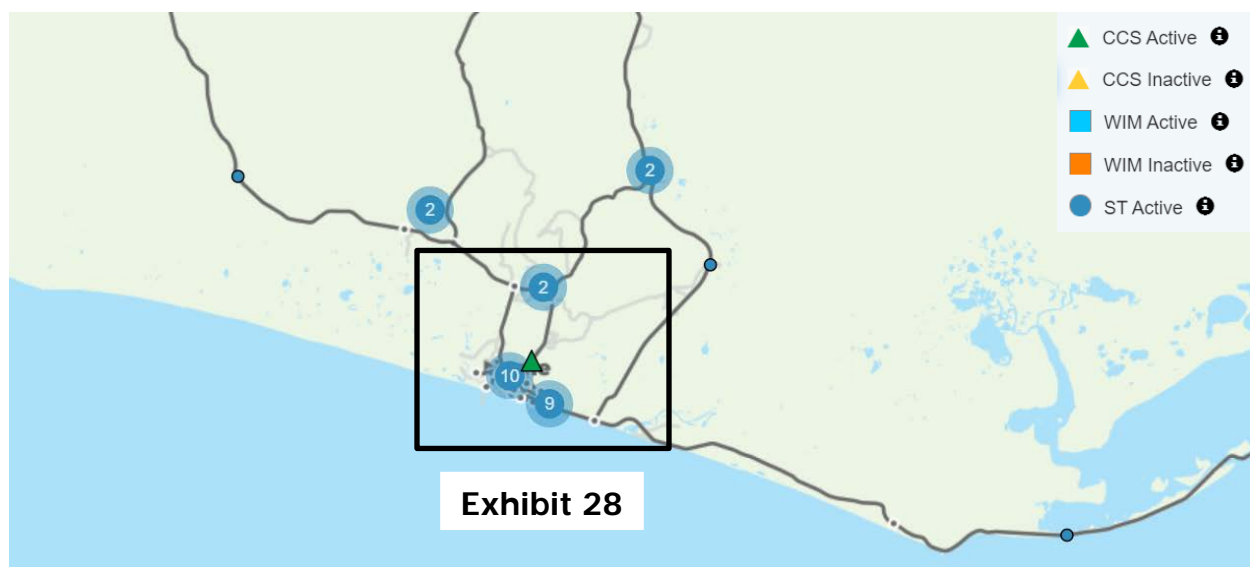 CCS Active
CCS Inactive
2
WIM Active
2
WIM Inactive
ST Active
2
10
9
Exhibit 28